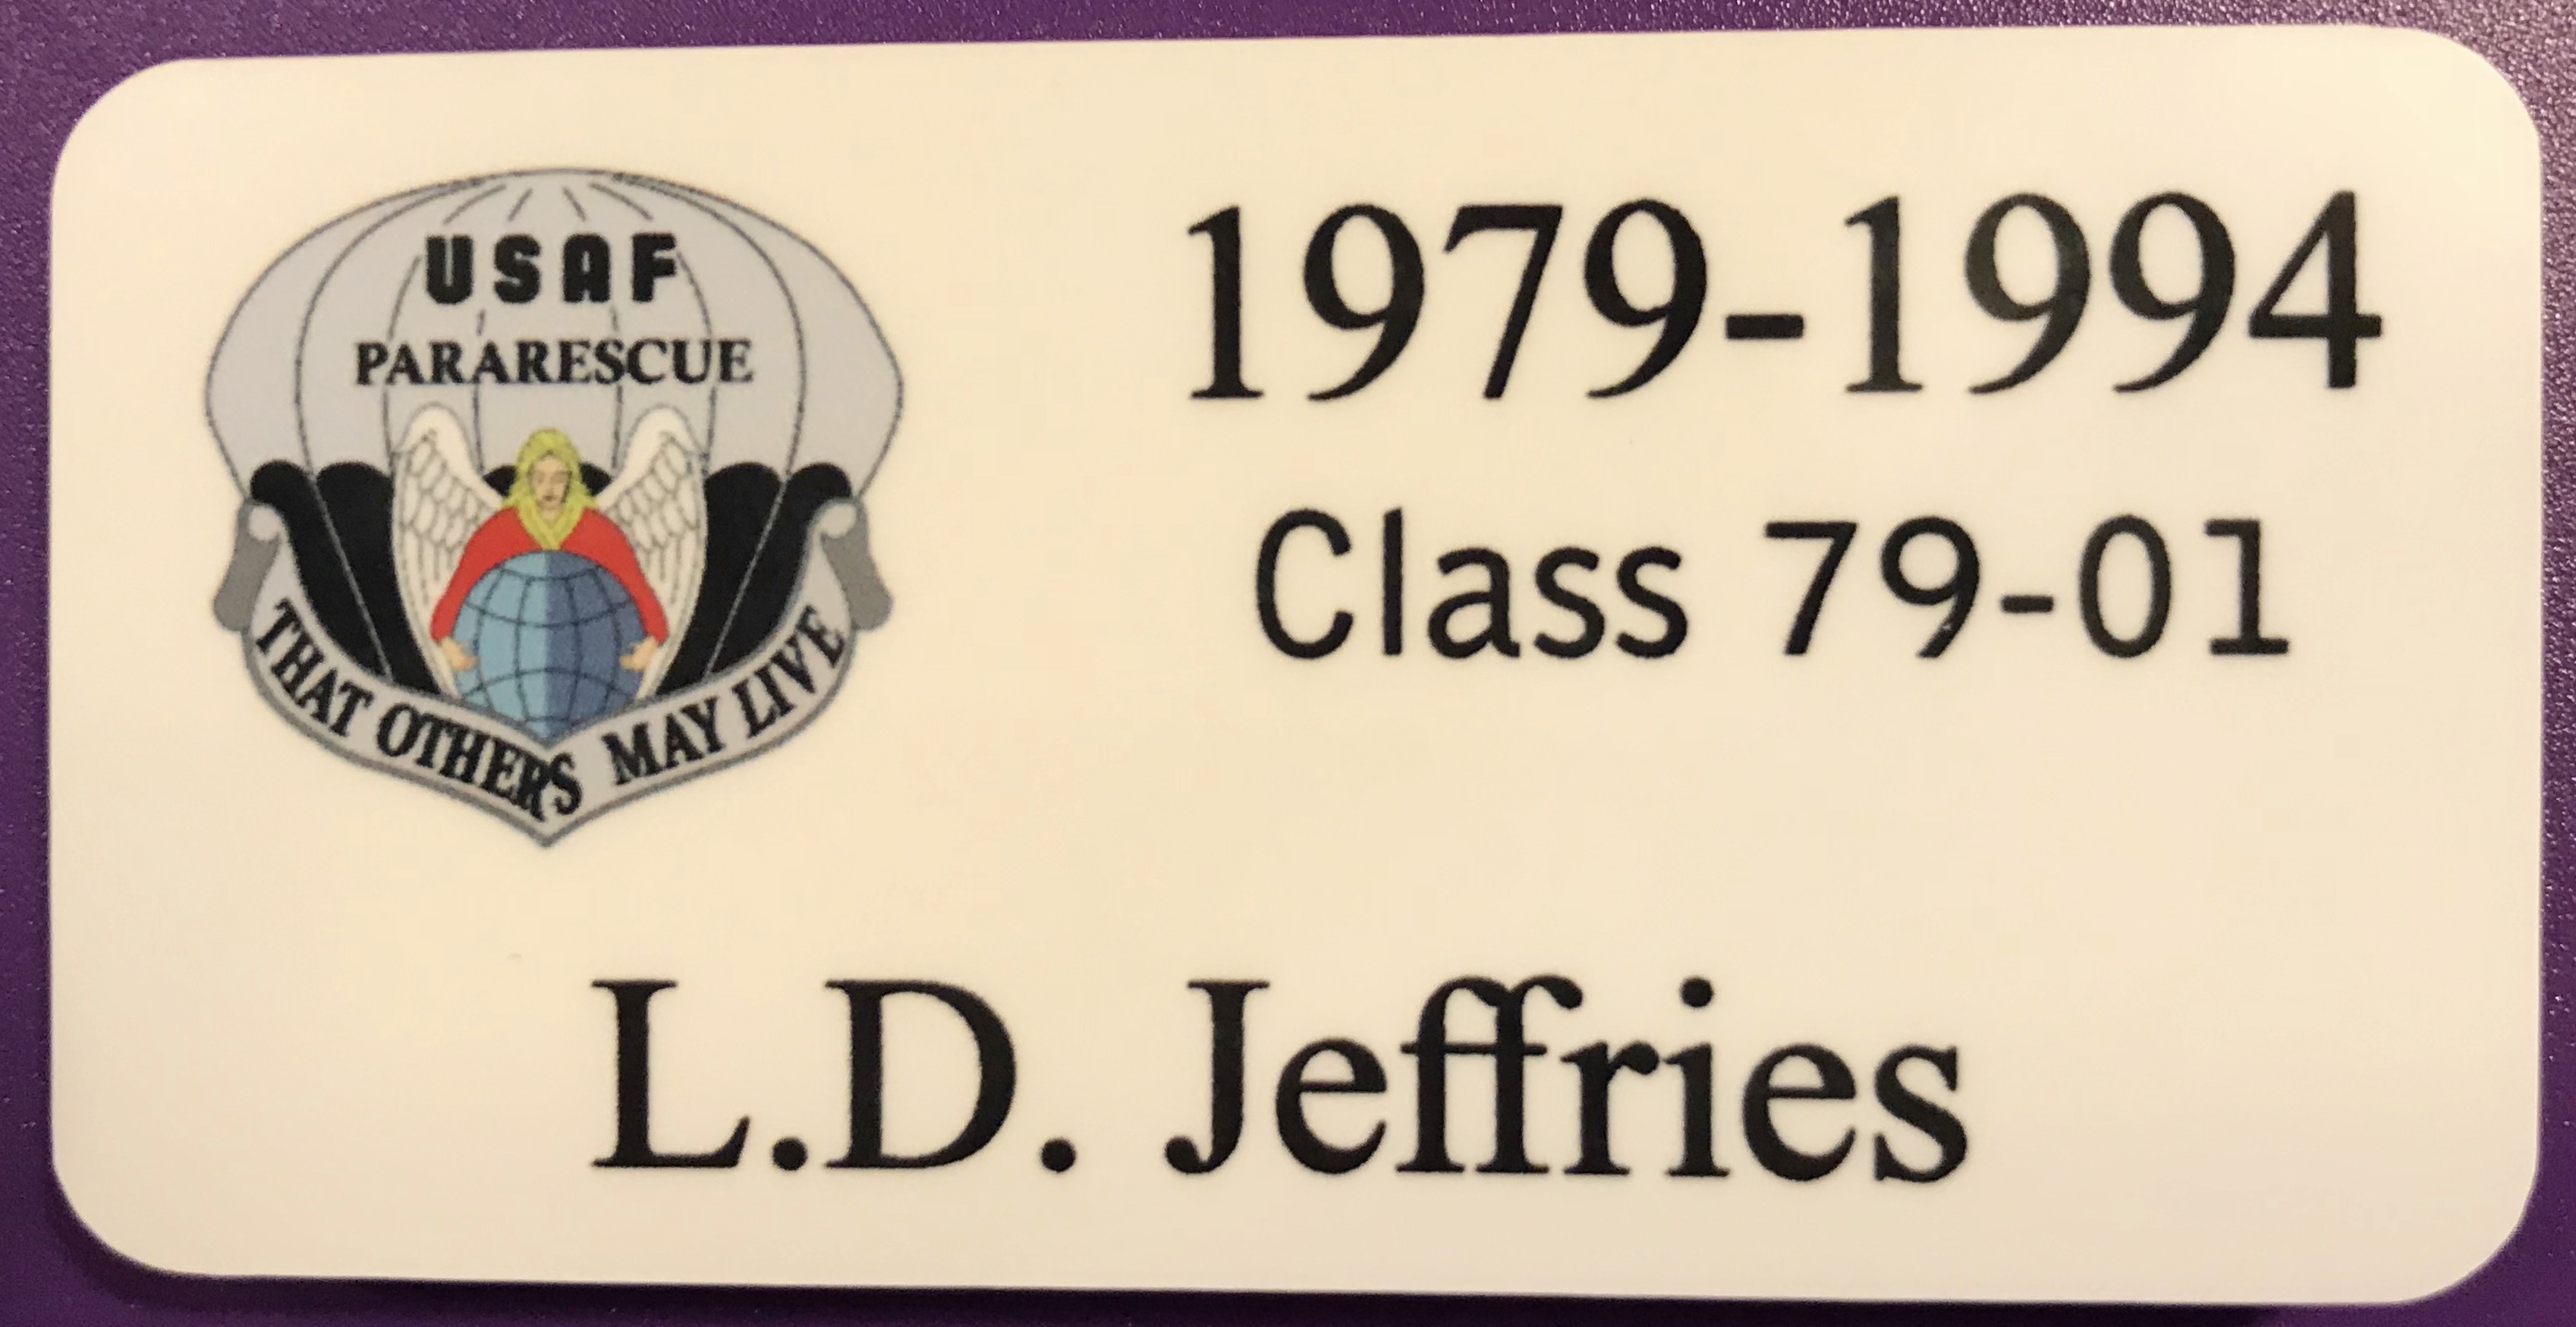 USAF
PARARESCUE
THAT OTHERS MAY LIVE
1979-1994
Class 79-01
L.D. Jeffries